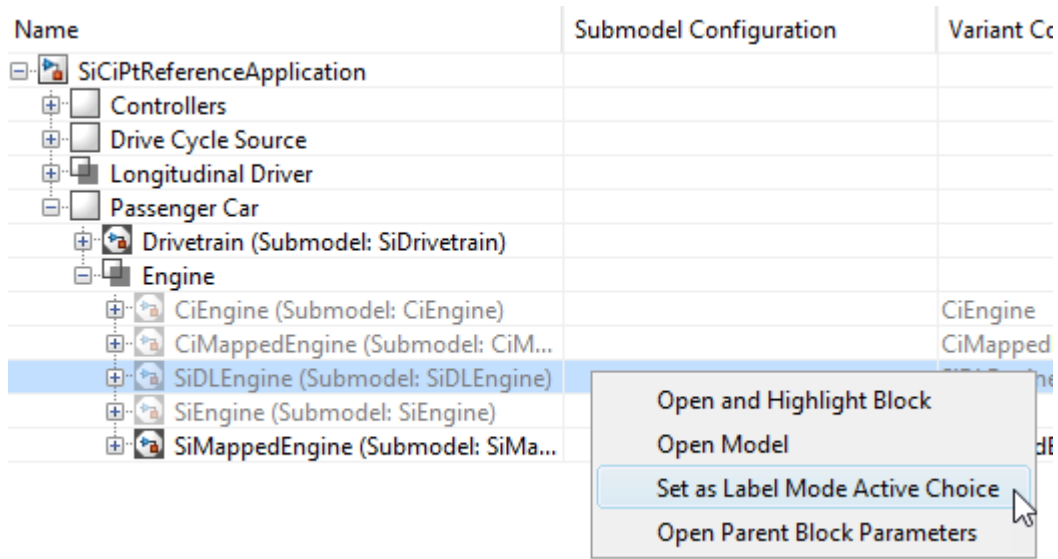 Name Submodel Configuration Variant Co
SiCiPtReferenceApplication
Controllers
Drive Cycle Source
Longitudinal Driver
Passenger Car
Drivetrain (Submodel: SiDrivetrain)
Engine
CiEngine (Submodel: CiEngine) CiEngine
CiMappedEngine (Submodel: CiM... CiMapped
SiDLEngine (Submodel: SiDLEngine)
Open and Highlight Block
SiEngine (Submodel: SiEngine)
Open Model
SiMappedEngine (Submodel: SiMa...
Set as Label Mode Active Choice
Open Parent Block Parameters